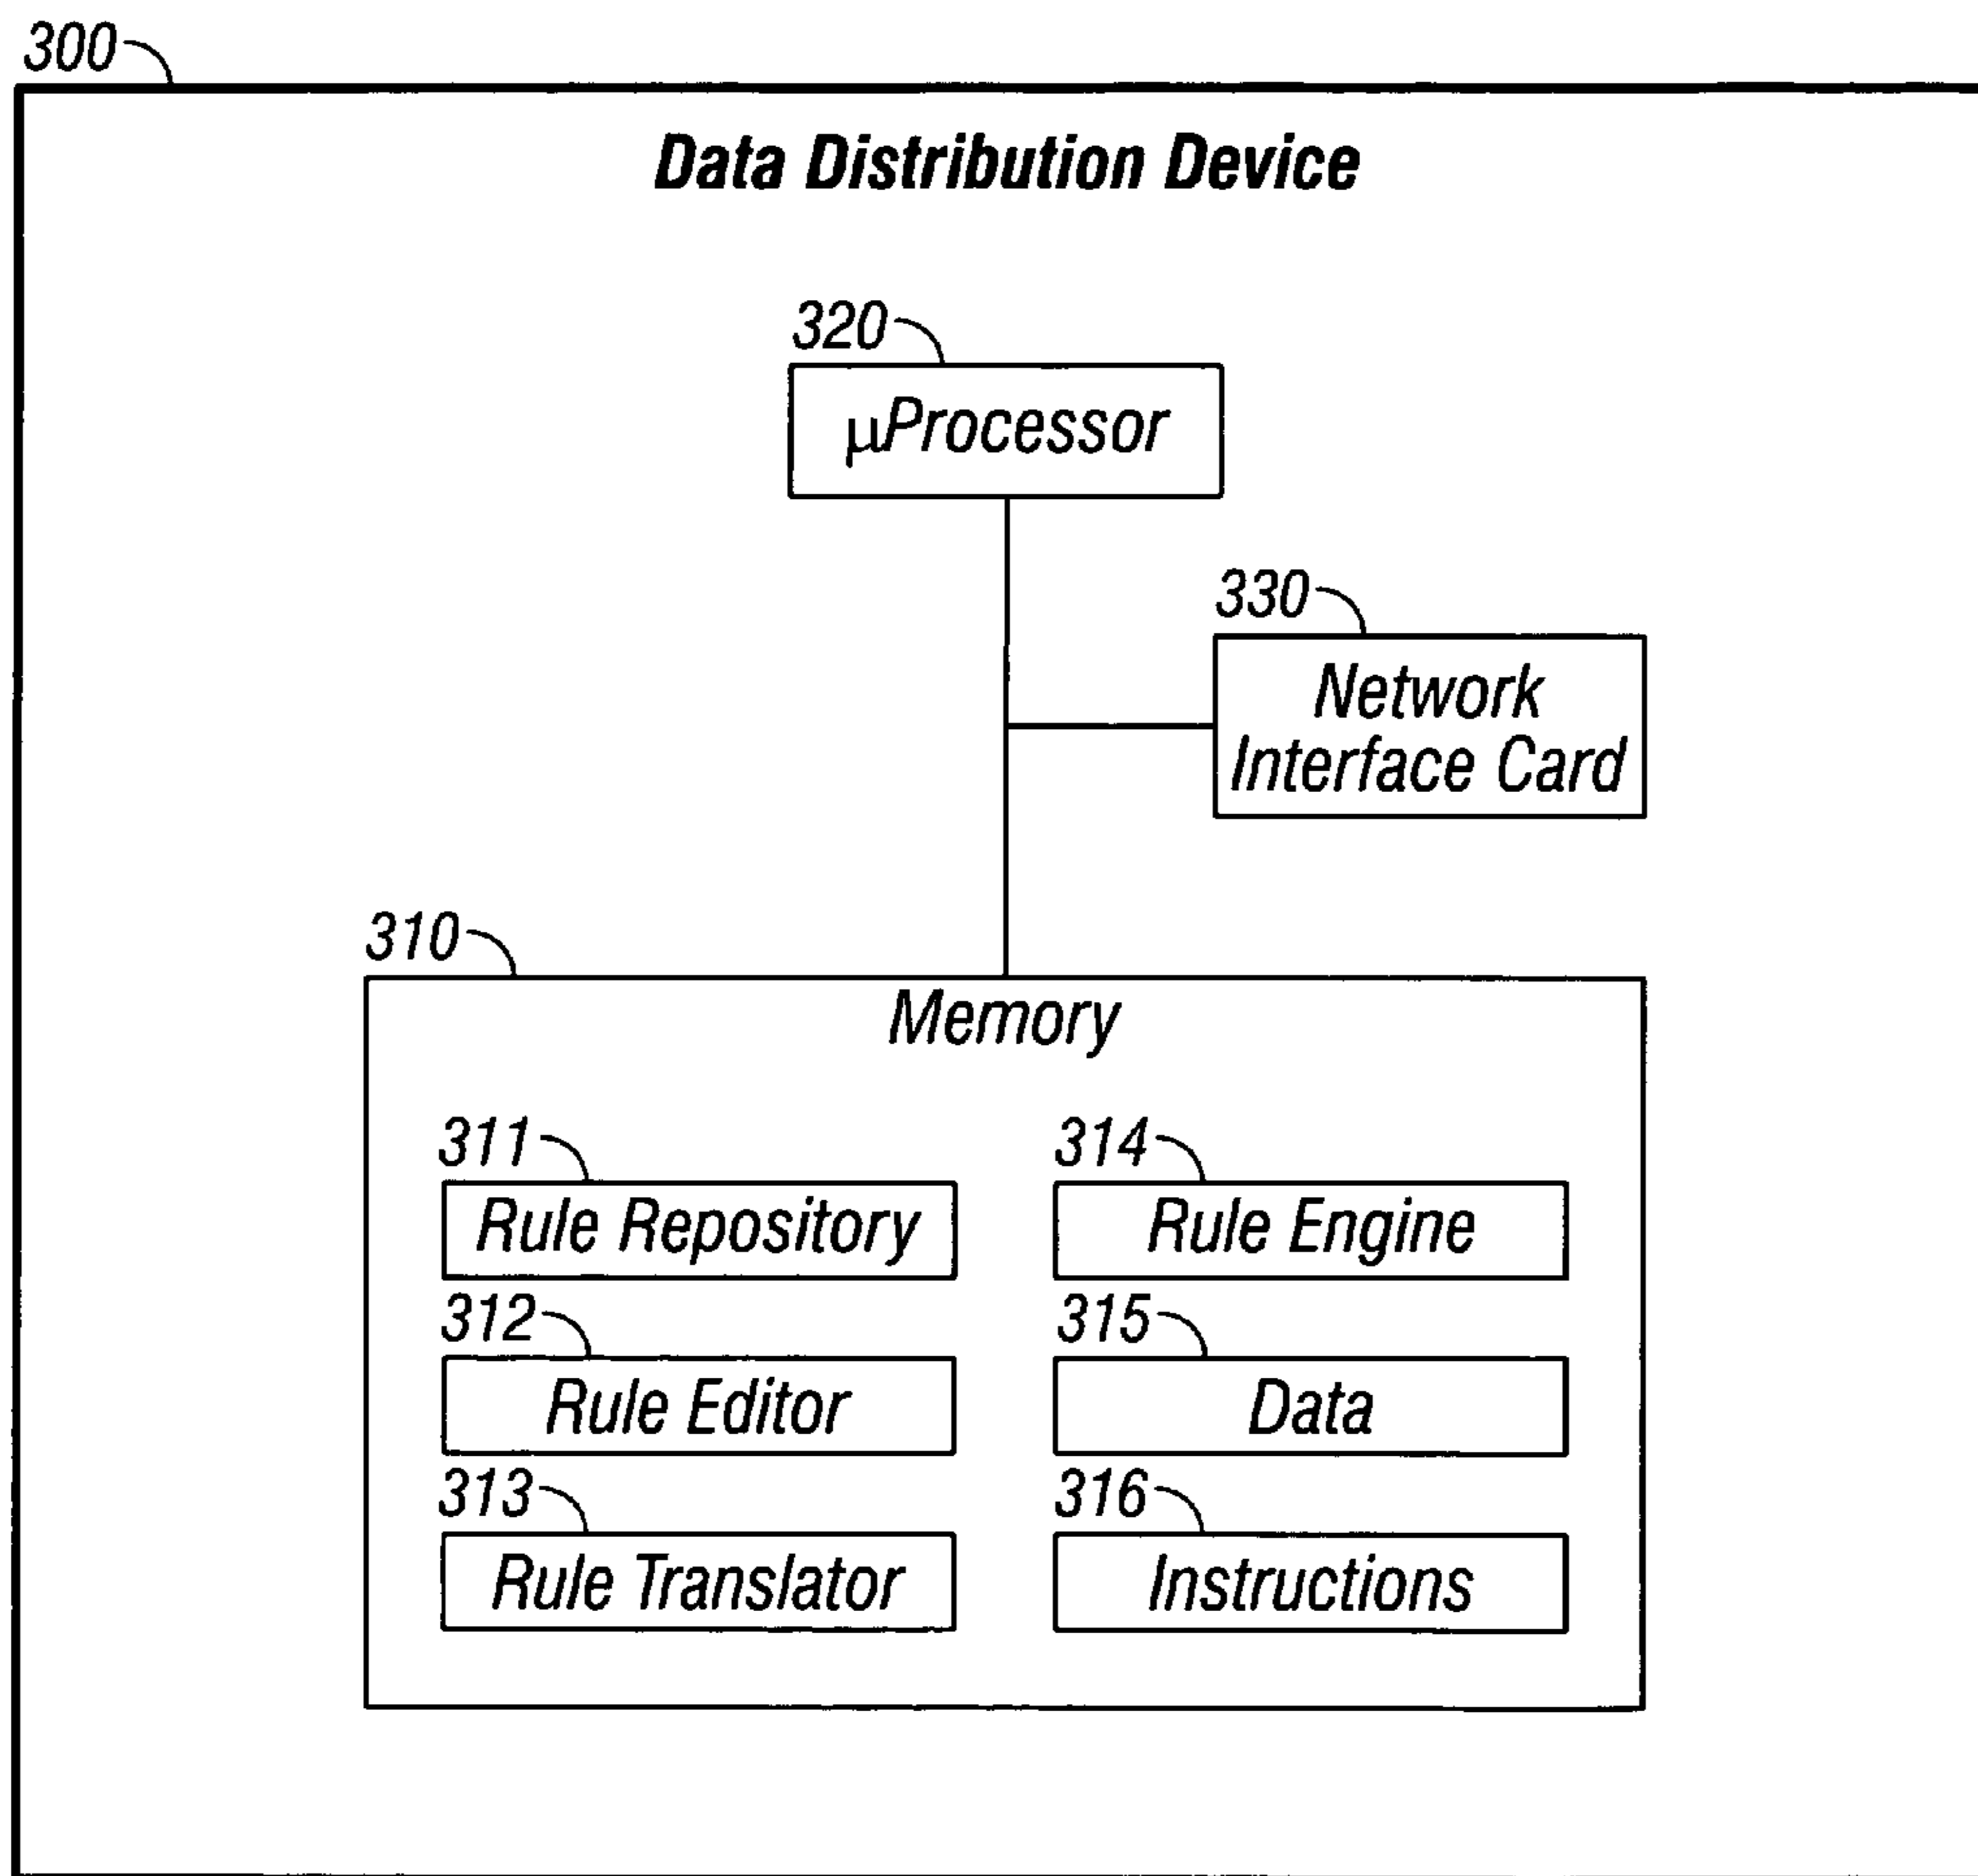 300
Data Distribution Device
320
µProcessor
330
Network
Interface Card
310
Memory
311
Rule Repository
314
Rule Engine
312
Rule Editor
315
Data
313
Rule Translator
316
Instructions